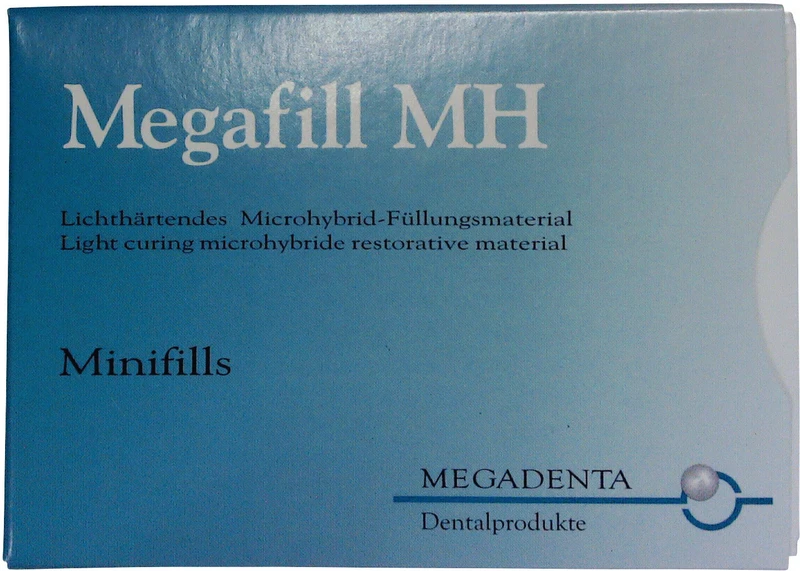 Megafill MH
Lichthärtendes Microhybrid-Füllungsmaterial
Light curing microhybride restorative material
Minifills
MEGADENTA
Dentalprodukte